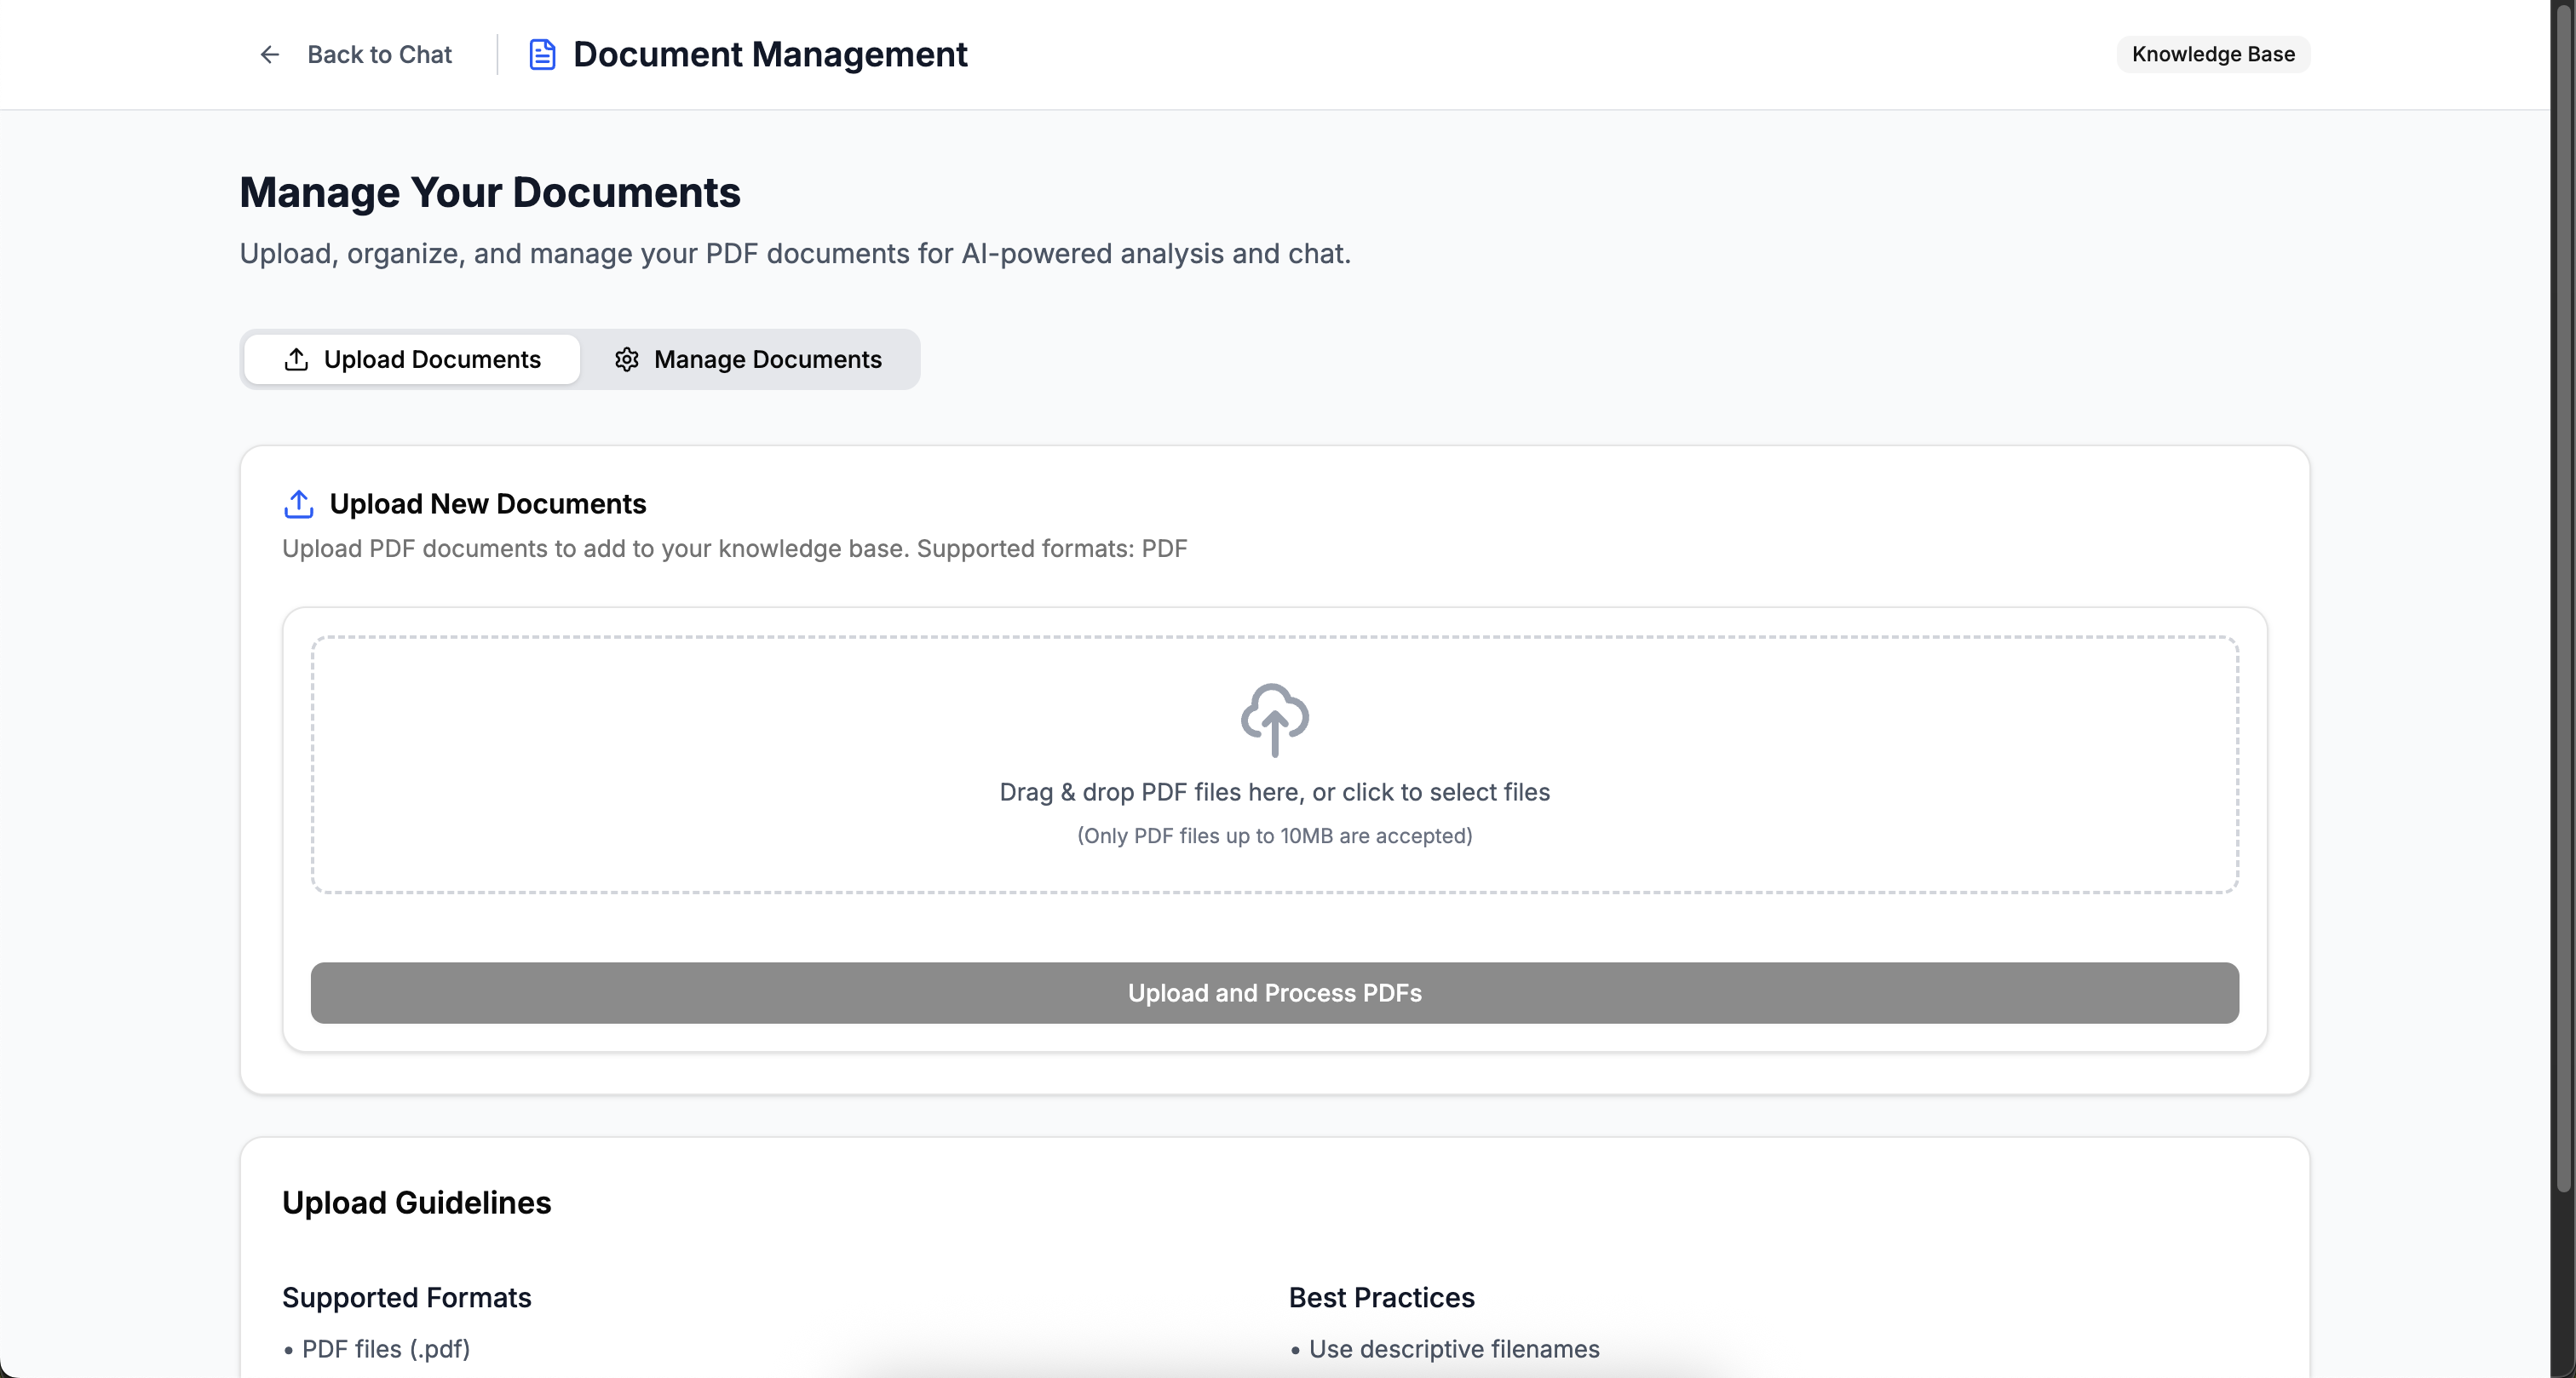 Back to Chat
Document Management
Knowledge Base
Manage Your Documents
Upload, organize, and manage your PDF documents for AI-powered analysis and chat.
Upload Documents
Manage Documents
Upload New Documents
Upload PDF documents to add to your knowledge base. Supported formats: PDF
Drag & drop PDF files here, or click to select files
(Only PDF files up to 10MB are accepted)
Upload and Process PDFs
Upload Guidelines
Supported Formats
• PDF files (.pdf)
Best Practices
• Use descriptive filenames